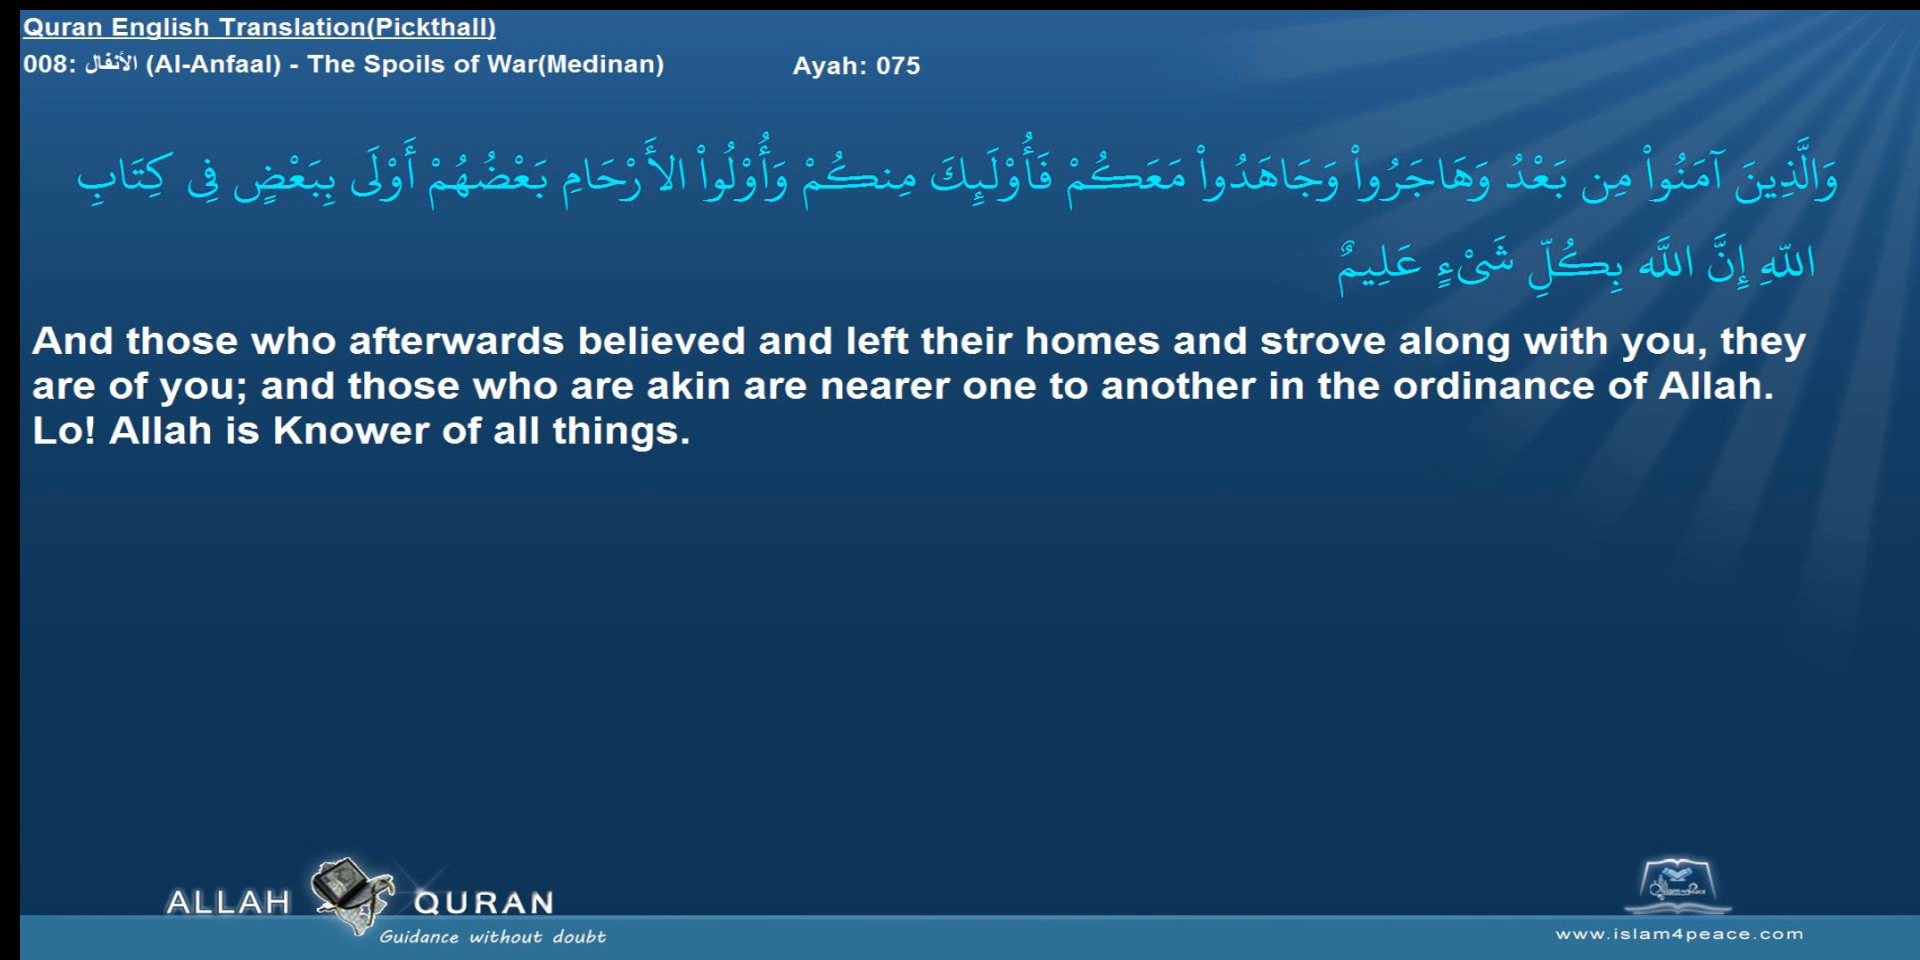 Quran English Translation(Pickthall)
008: الأنفال (Al-Anfaal) - The Spoils of War(Medinan) Ayah: 075
وَالَّذِينَ آمَنُواْ مِن بَعْدُ وَهَاجَرُواْ وَجَاهَدُواْ مَعَكُمْ فَأُوْلَئِكَ مِنكُمْ وَأُوْلُواْ الأَرْحَامِ بَعْضُهُمْ أَوْلَى بِبَعْضٍ فِى كِتَابِ
اللّهِ إِنَّ اللَّه بِكُلِّ شَىْءٍ عَلِيمٌ
And those who afterwards believed and left their homes and strove along with you, they
are of you; and those who are akin are nearer one to another in the ordinance of Allah.
Lo! Allah is Knower of all things.
ALLAH QURAN
Guidance without doubt
www.islam4peace.com